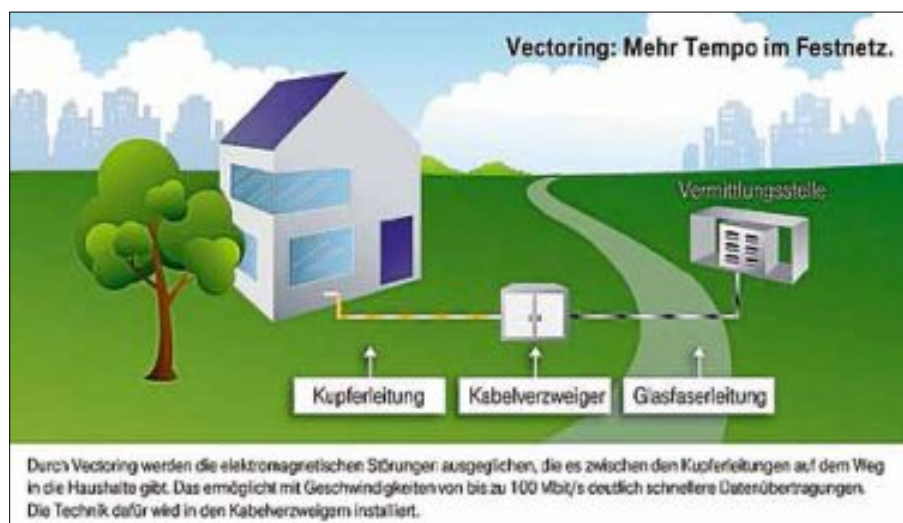 Vectoring: Mehr Tempo im Festnetz.
Vermittlungsstelle
Kupferleitung
Kabelverzweiger
Glasfaserleitung
Durch Vectoring werden die elektromagnetischen Störungen ausgeglichen, die es zwischen den Kupferleitungen auf dem Weg
in die Haushalte gibt. Das ermöglicht mit Geschwindigkeiten von bis zu 100 Mbit/s deutlich schnellere Datenübertragungen.
Die Technik dafür wird in den Kabelverzweigern installiert.